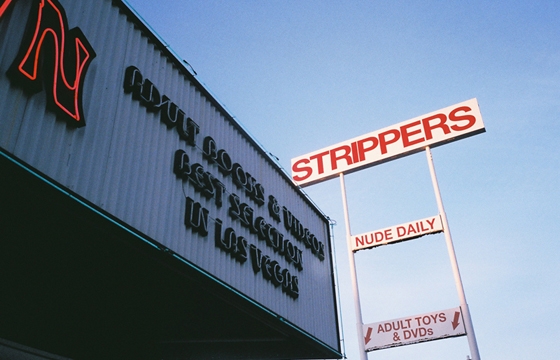 N
ADULT BOOKS & VIDEOS
BEST SELECTION
IN LAS VEGAS
STRIPPERS
NUDE DAILY
ADULT TOYS
& DVDs